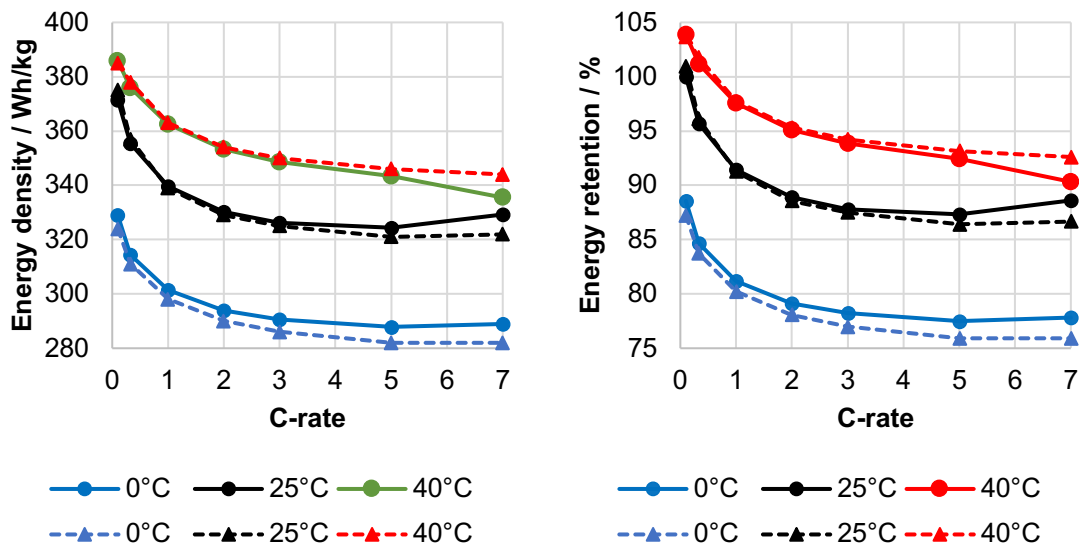 Energy density / Wh/kg
400
380
360
340
320
300
280
0 1 2 3 4 5 6 7
C-rate
0°C 25°C 40°C
0°C 25°C 40°C
Energy retention / %
105
100
95
90
85
80
75
0 1 2 3 4 5 6 7
C-rate
0°C 25°C 40°C
0°C 25°C 40°C